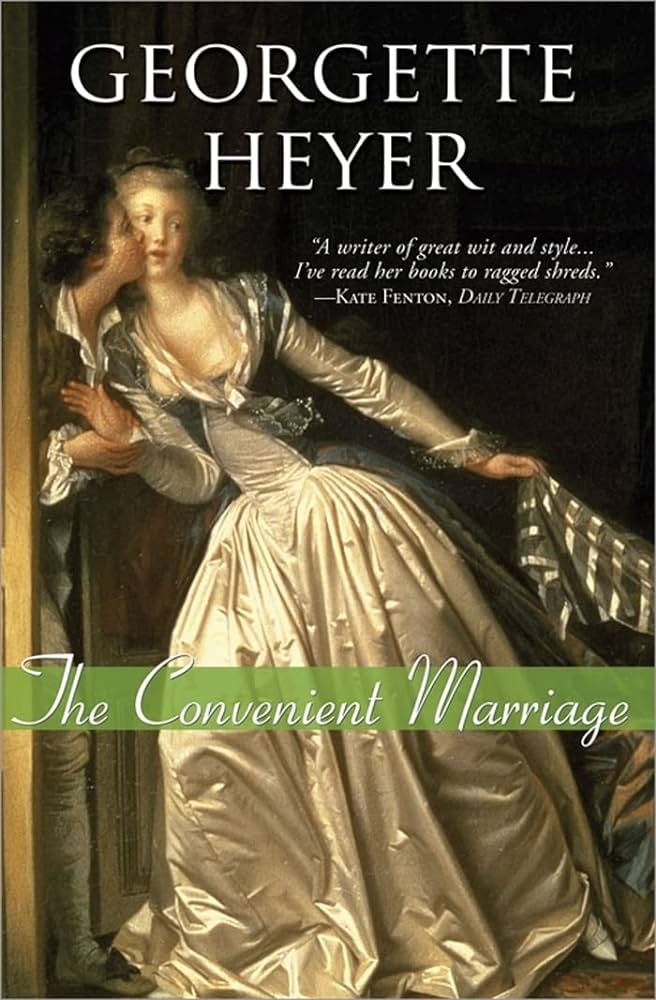 GEORGETTE
HEYER
“A writer of great wit and style...
I’ve read her books to ragged shreds.”
—KATE FENTON, DAILY TELEGRAPH
The Convenient Marriage